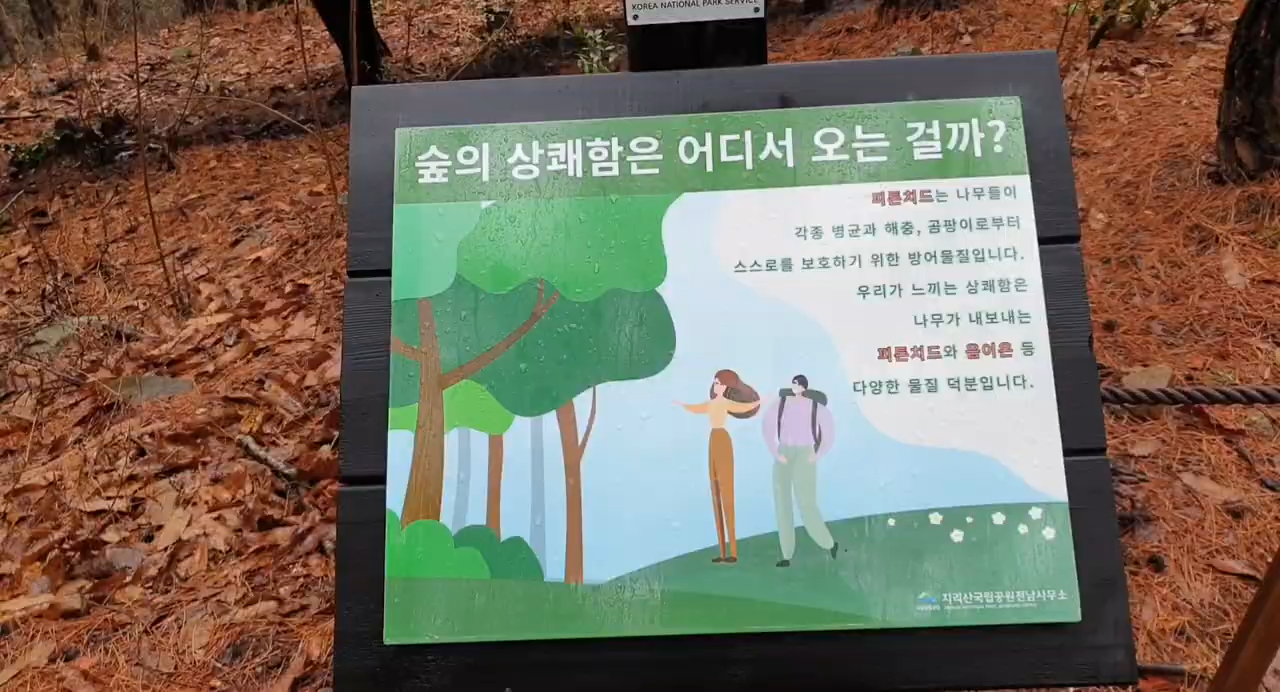 KOREA NATIONAL PARK SERVICE
숲의 상쾌함은 어디서 오는 걸까?
피톤치드는 나무들이
각종 병균과 해충, 곰팡이로부터
스스로를 보호하기 위한 방어물질입니다.
우리가 느끼는 상쾌함은
나무가 내보내는
피톤치드와 음이온 등
다양한 물질 덕분입니다.
지리산국립공원전남사무소